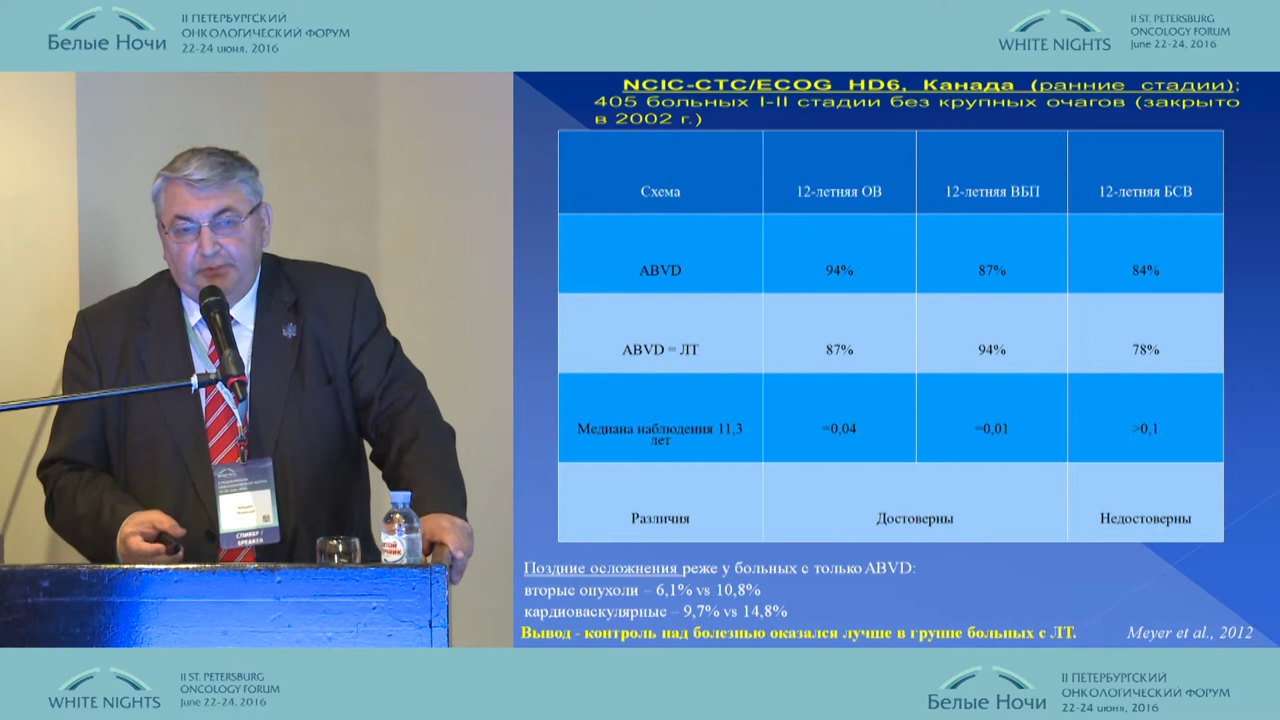 Белые Ночи
II ПЕТЕРБУРГСКИЙ
ОНКОЛОГИЧЕСКИЙ ФОРУМ
22-24 июня, 2016
WHITE NIGHTS
II ST. PETERSBURG
ONCOLOGY FORUM
June 22-24, 2016
NCIC-CTC/ECOG HD6, Канада (ранние стадии);
405 больных I-II стадии без крупных очагов (закрыто
в 2002 г.)
Схема 12-летняя ОВ 12-летняя ВБП 12-летняя БСВ
ABVD 94% 87% 84%
ABVD = ЛТ 87% 94% 78%
Медиана наблюдения 11,3
лет =0,04 =0,01 >0,1
Различия Достоверны Недостоверны
Поздние осложнения реже у больных с только ABVD:
вторые опухоли – 6,1% vs 10,8%
кардиоваскулярные – 9,7% vs 14,8%
Вывод - контроль над болезнью оказался лучше в группе больных с ЛТ.
Meyer et al., 2012
СПИКЕР /
SPEAKER
WHITE NIGHTS
II ST. PETERSBURG
ONCOLOGY FORUM
June 22-24, 2016
Белые Ночи
II ПЕТЕРБУРГСКИЙ
ОНКОЛОГИЧЕСКИЙ ФОРУМ
22-24 июня, 2016